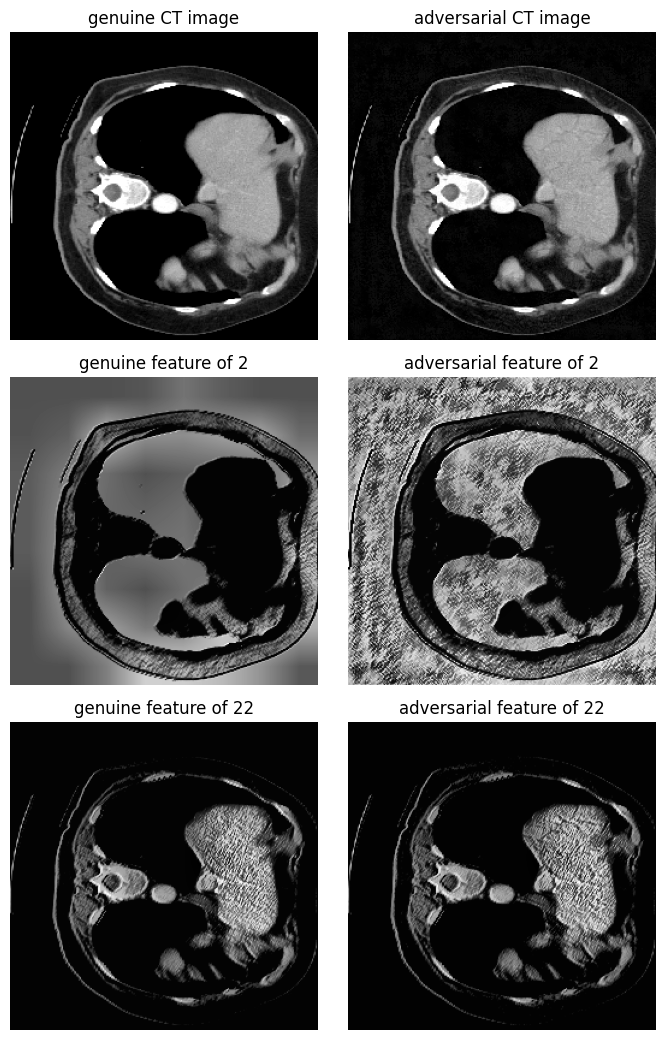 genuine CT image
adversarial CT image
genuine feature of 2
adversarial feature of 2
genuine feature of 22
adversarial feature of 22